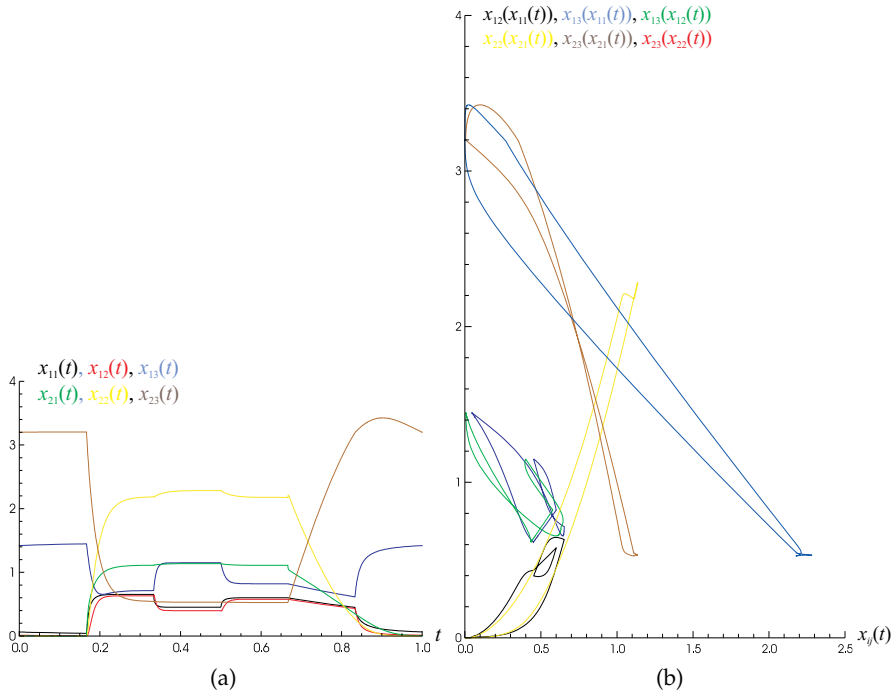 x12(x11(t)), x13(x11(t)), x13(x12(t))
x22(x21(t)), x23(x21(t)), x23(x22(t))
4
3
2
1
0
0.0 0.5 1.0 1.5 2.0 2.5 xij(t)
(b)
x11(t), x12(t), x13(t)
x21(t), x22(t), x23(t)
4
3
2
1
0
0.0 0.2 0.4 0.6 0.8 1.0 t
(a)